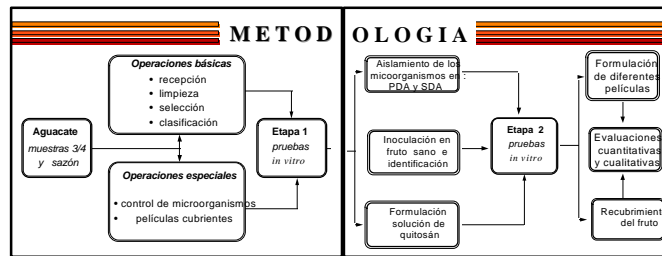 METODOLOGIA
Operaciones básicas
• recepción
• limpieza
• selección
• clasificación
Aguacate
muestras 3/4
y sazón
Operaciones especiales
• control de microorganismos
• películas cubrientes
Etapa 1
pruebas
in vitro
Aislamiento de los
micoorganismos en :
PDA y SDA
Inoculación en
fruto sano e
identificación
Formulación
solución de
quitosán
Etapa 2
pruebas
in vitro
Formulación
de diferentes
películas
Evaluaciones
cuantitativas
y cualitativas
Recubrimiento
del fruto